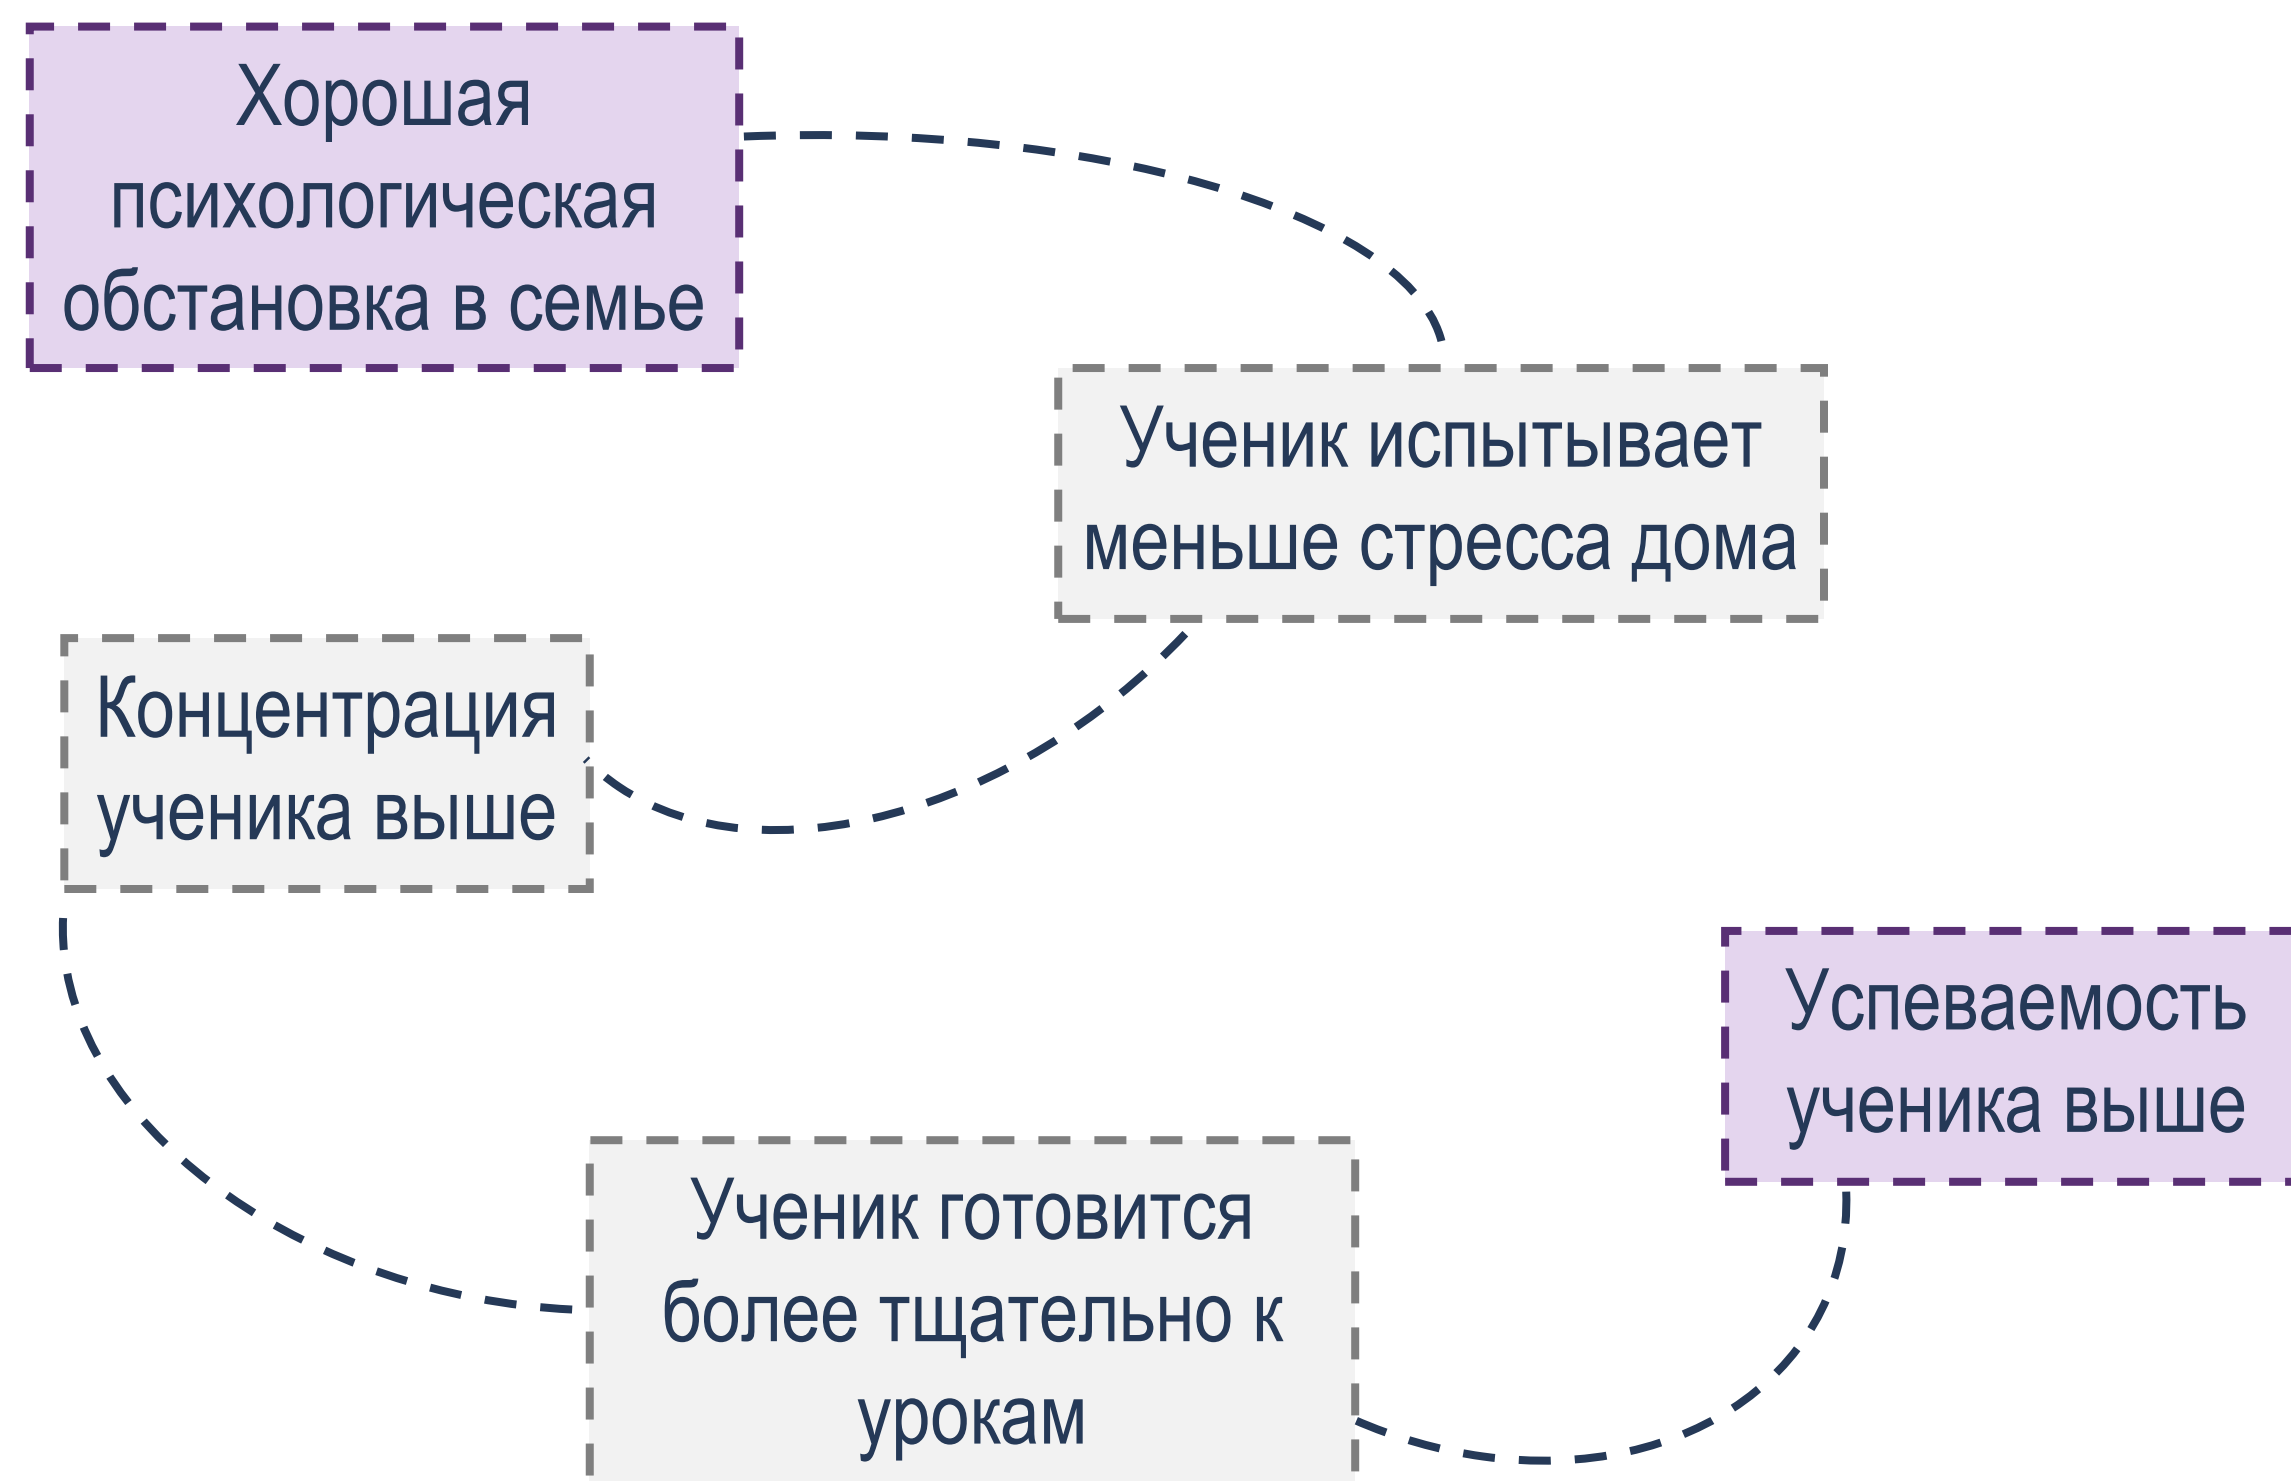 Хорошая
психологическая
обстановка в семье
Ученик испытывает
меньше стресса дома
Концентрация
ученика выше
Успеваемость
ученика выше
Ученик готовится
более тщательно к
урокам